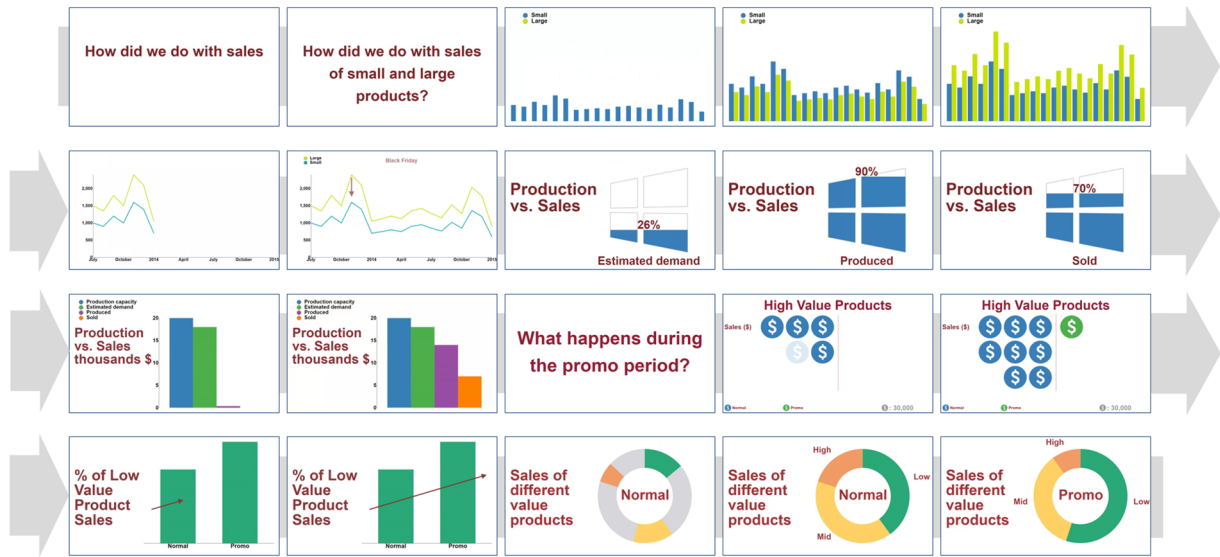 How did we do with sales
How did we do with sales
of small and large
products?
Small
Large
Small
Large
Small
Large
2,000
1,500
1,000
500
0
July October 2014 April July October 2015
Large
Small
Black Friday
2,000
1,500
1,000
500
0
July October 2014 April July October 2015
Production
vs. Sales
26%
Estimated demand
Production
vs. Sales
90%
Produced
Production
vs. Sales
70%
Sold
Production capacity
Estimated demand
Produced
Sold
Production
vs. Sales
thousands $
20
15
10
5
0
Production capacity
Estimated demand
Produced
Sold
Production
vs. Sales
thousands $
20
15
10
5
0
What happens during
the promo period?
High Value Products
Sales ($)
$ $ $
$ $
$ Normal
$ Promo
$ : 30,000
High Value Products
Sales ($)
$ $ $ $
$ $ $
$ $
$ Normal
$ Promo
$ : 30,000
% of Low
Value
Product
Sales
Normal Promo
% of Low
Value
Product
Sales
Normal Promo
Sales of
different
value
products
Normal
Sales of
different
value
products
High
Low
Mid
Normal
Sales of
different
value
products
High
Low
Mid
Promo